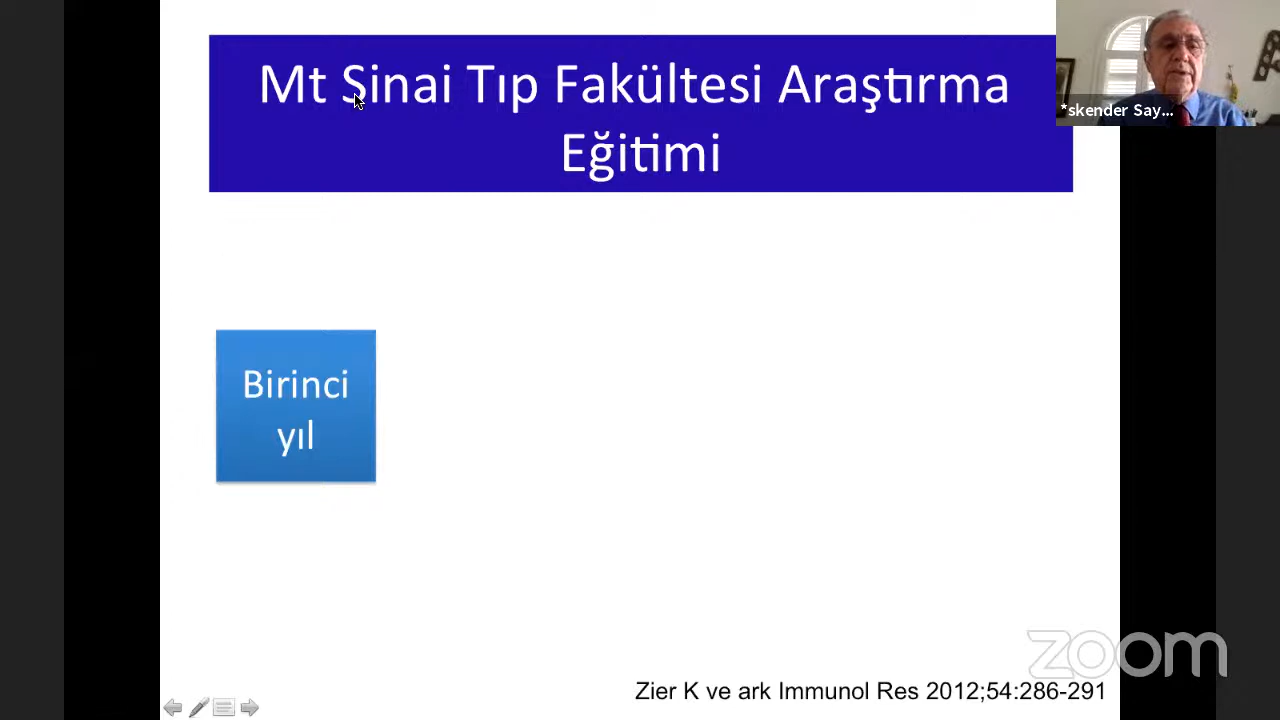 Mt Sinai Tıp Fakültesi Araştırma
Eğitimi
*skender Say...
Birinci
yıl
zoom
Zier K ve ark Immunol Res 2012;54:286-291